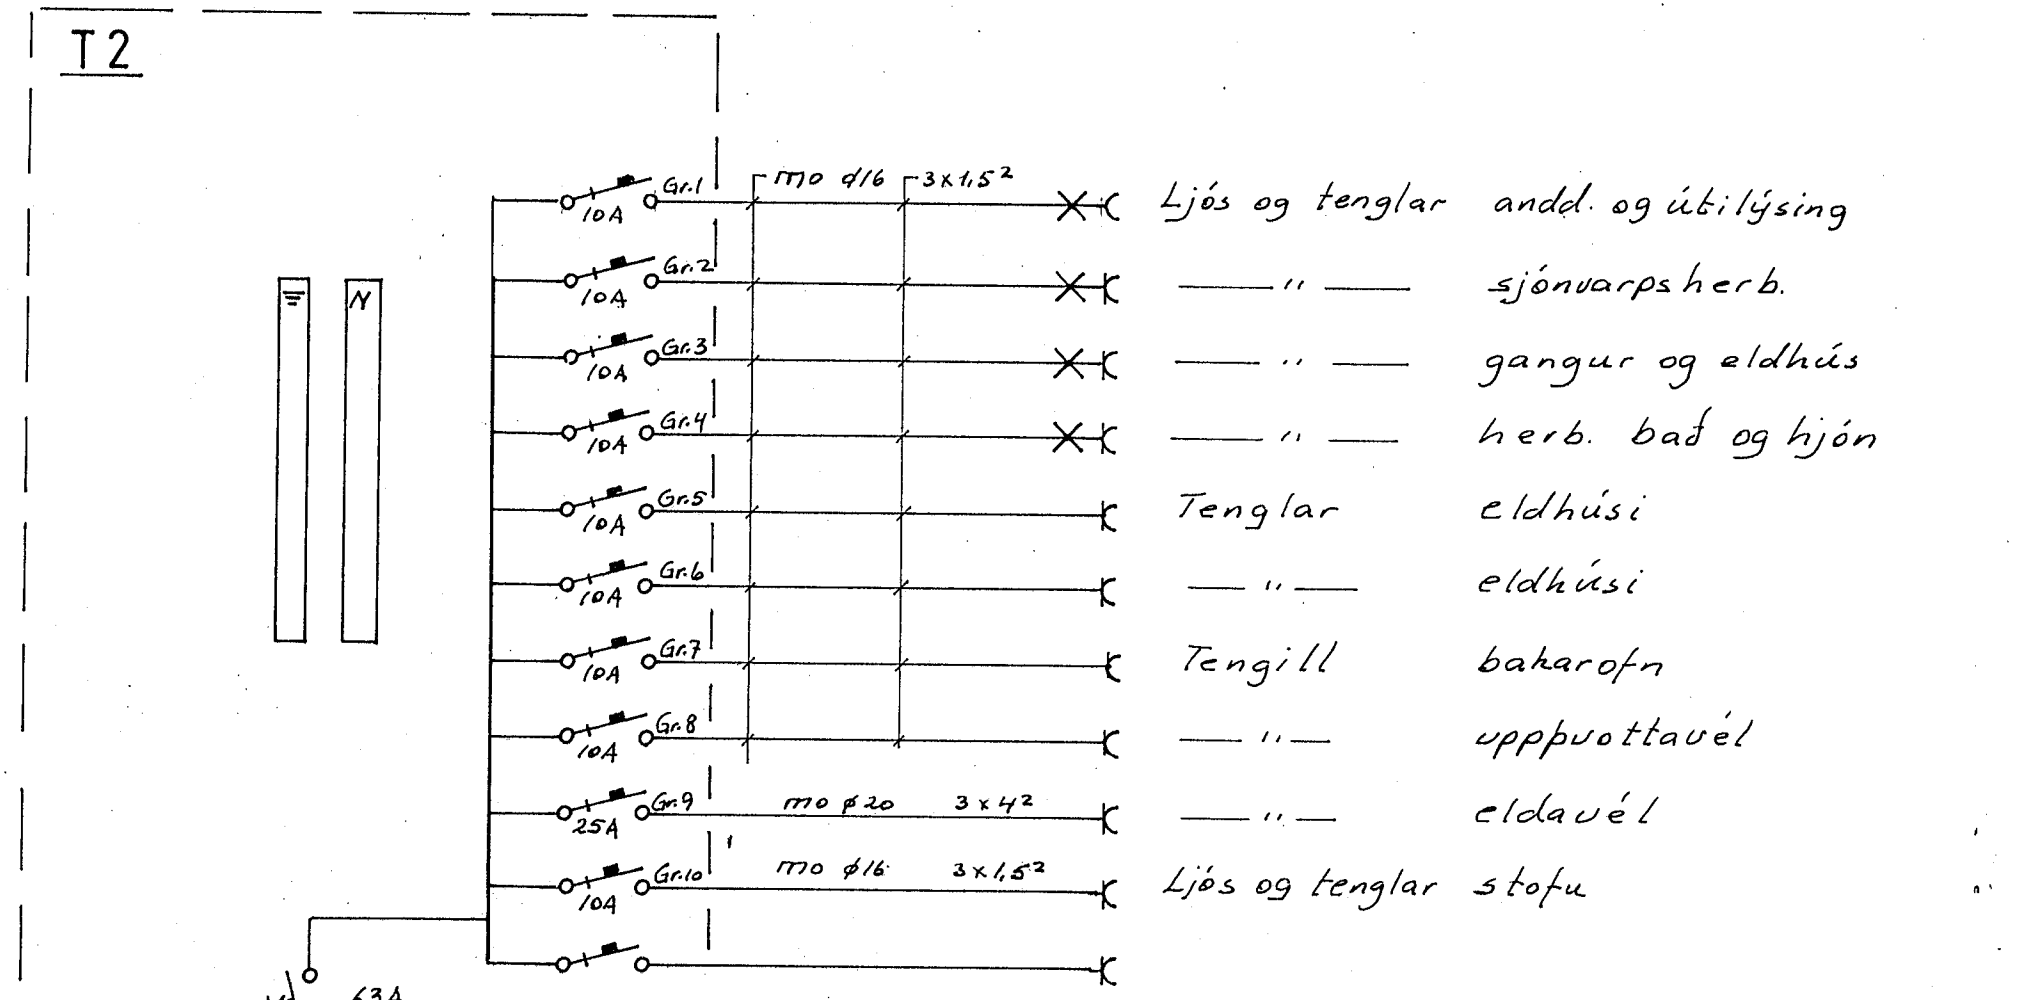 T2
Gr.1 10A mo ø16 3x1,5² Ljós og tenglar andd. og útilýsing
Gr.2 10A —〃— sjónvarpsherb.
N
Gr.3 10A —〃— gangur og eldhús
Gr.4 10A —〃— herb. bað og hjón
Gr.5 10A Tenglar eldhúsi
Gr.6 10A —〃— eldhúsi
Gr.7 10A Tengill bakarofn
Gr.8 10A —〃— uppþvottavél
Gr.9 25A mo ø20 3x4² —〃— eldavél
Gr.10 10A mo ø16 3x1,5² Ljós og tenglar stofu
63A